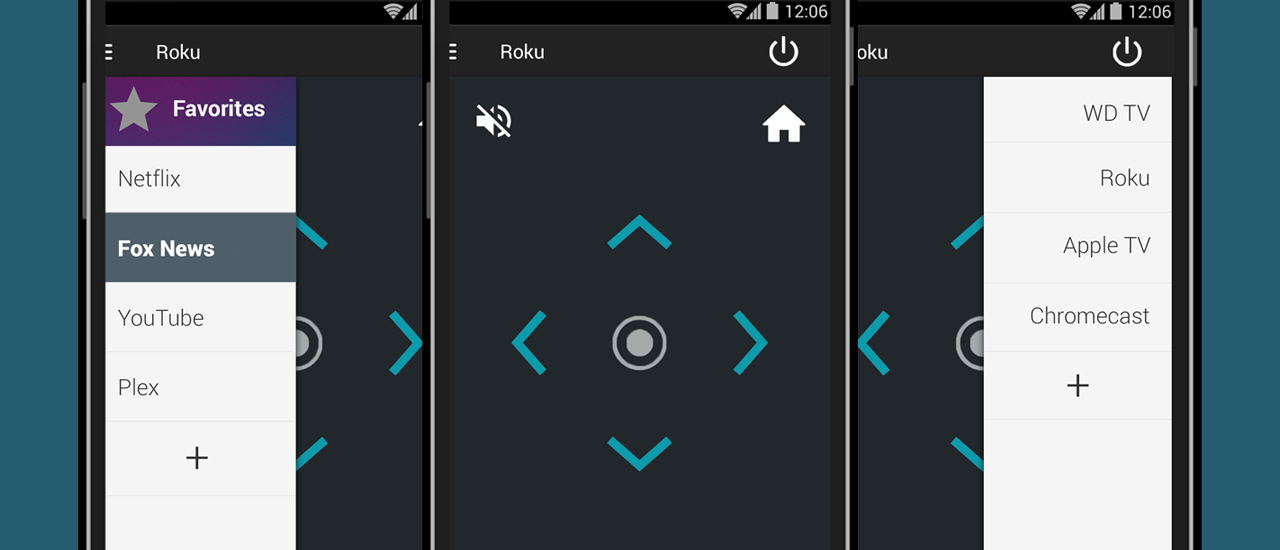 Roku
Favorites
Netflix
Fox News
YouTube
Plex
+
12:06
Roku
12:06
oku
WD TV
Roku
Apple TV
Chromecast
+